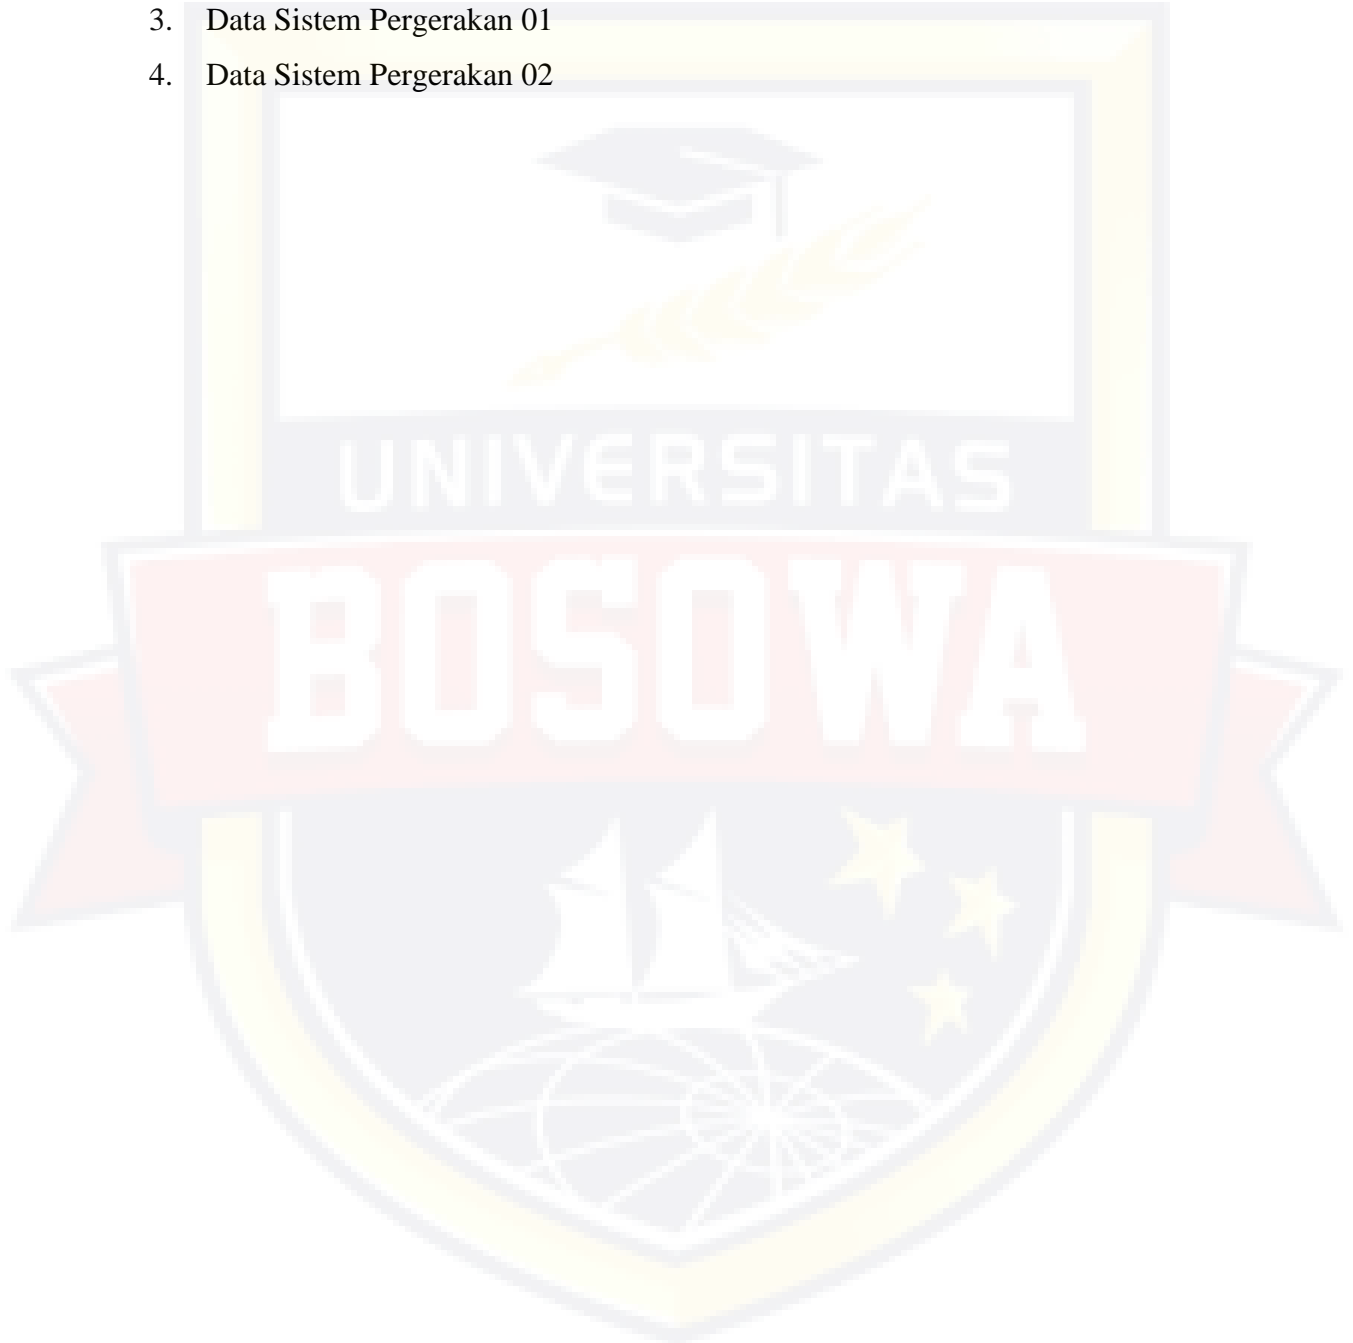 3. Data Sistem Pergerakan 01
4. Data Sistem Pergerakan 02
UNIVERSITAS
BOSOWA